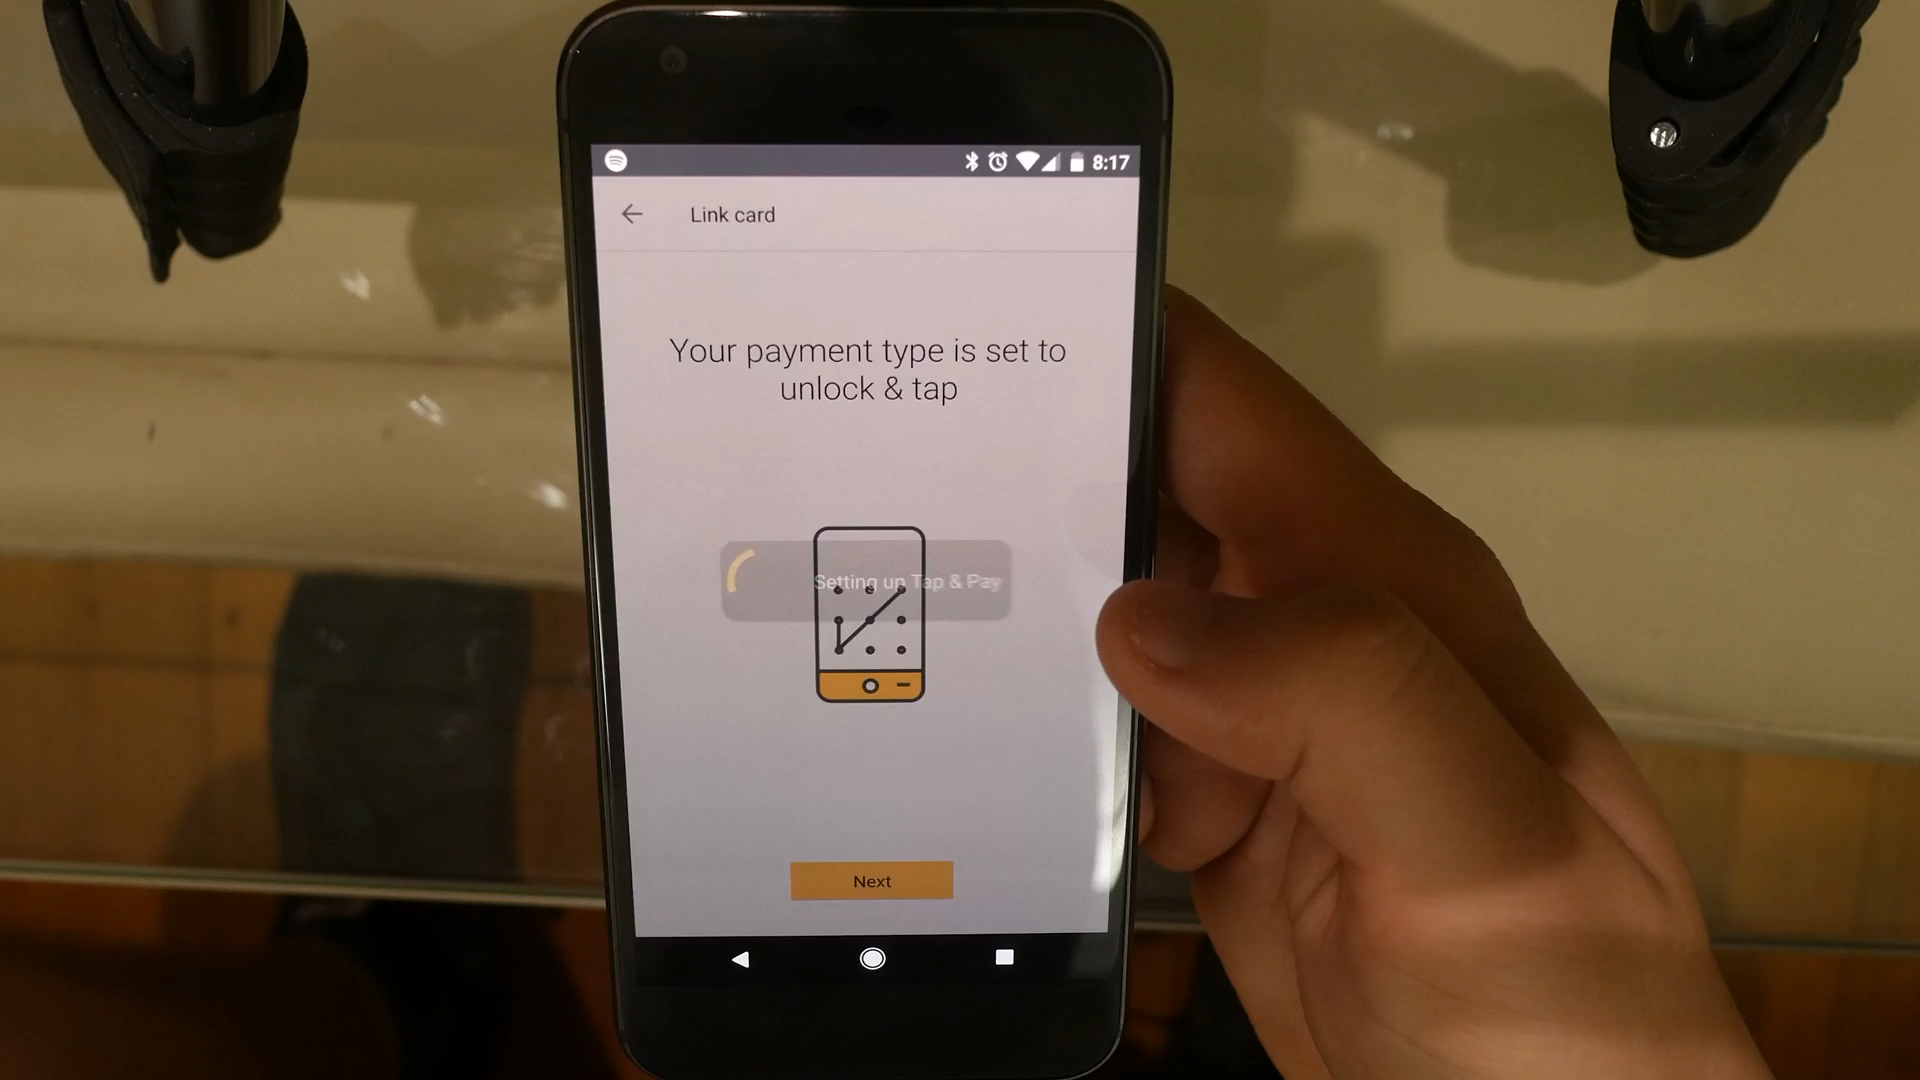 8:17
Link card
Your payment type is set to
unlock & tap
Setting up Tap & Pay
Next